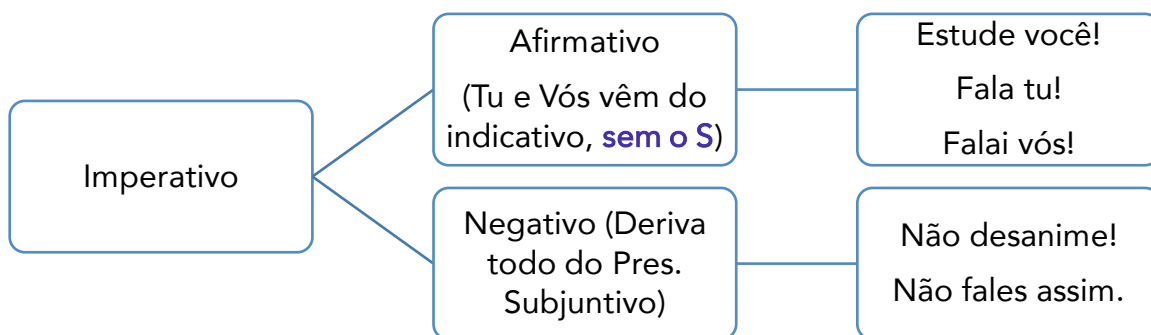 Imperativo
Afirmativo
(Tu e Vós vêm do
indicativo, sem o S)
Estude você!
Fala tu!
Falai vós!
Negativo (Deriva
todo do Pres.
Subjuntivo)
Não desanime!
Não fales assim.